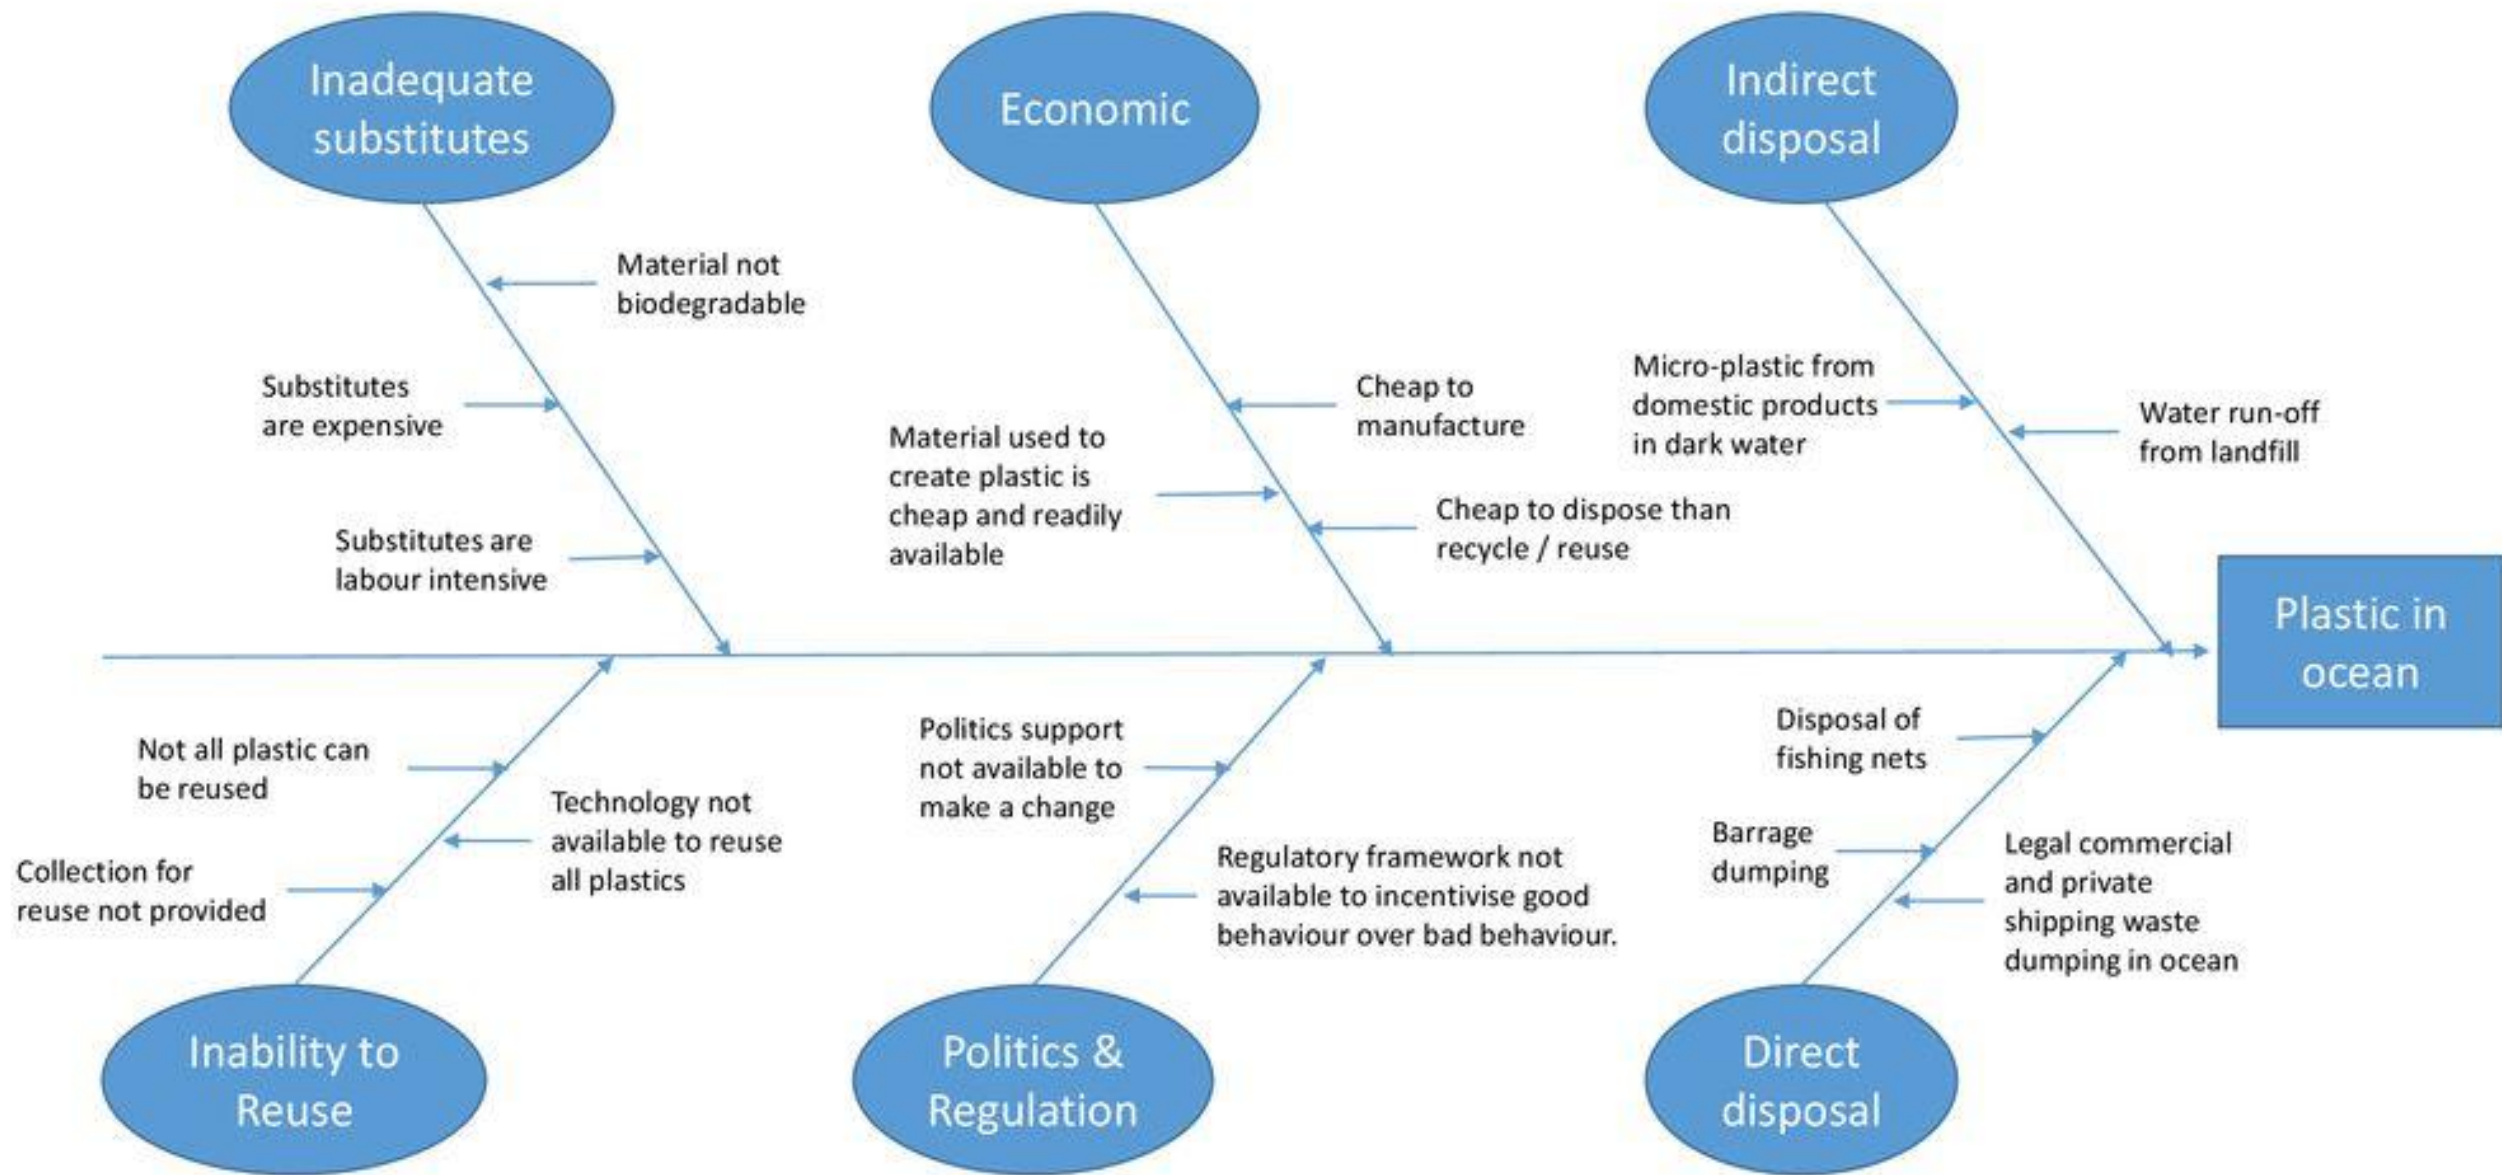 Inadequate
substitutes
Economic
Indirect
disposal
Material not
biodegradable
Substitutes
are expensive
Substitutes are
labour intensive
Cheap to
manufacture
Material used to
create plastic is
cheap and readily
available
Cheap to dispose than
recycle / reuse
Micro-plastic from
domestic products
in dark water
Water run-off
from landfill
Plastic in
ocean
Not all plastic can
be reused
Technology not
available to reuse
all plastics
Collection for
reuse not provided
Politics support
not available to
make a change
Regulatory framework not
available to incentivise good
behaviour over bad behaviour.
Disposal of
fishing nets
Barrage
dumping
Legal commercial
and private
shipping waste
dumping in ocean
Inability to
Reuse
Politics &
Regulation
Direct
disposal